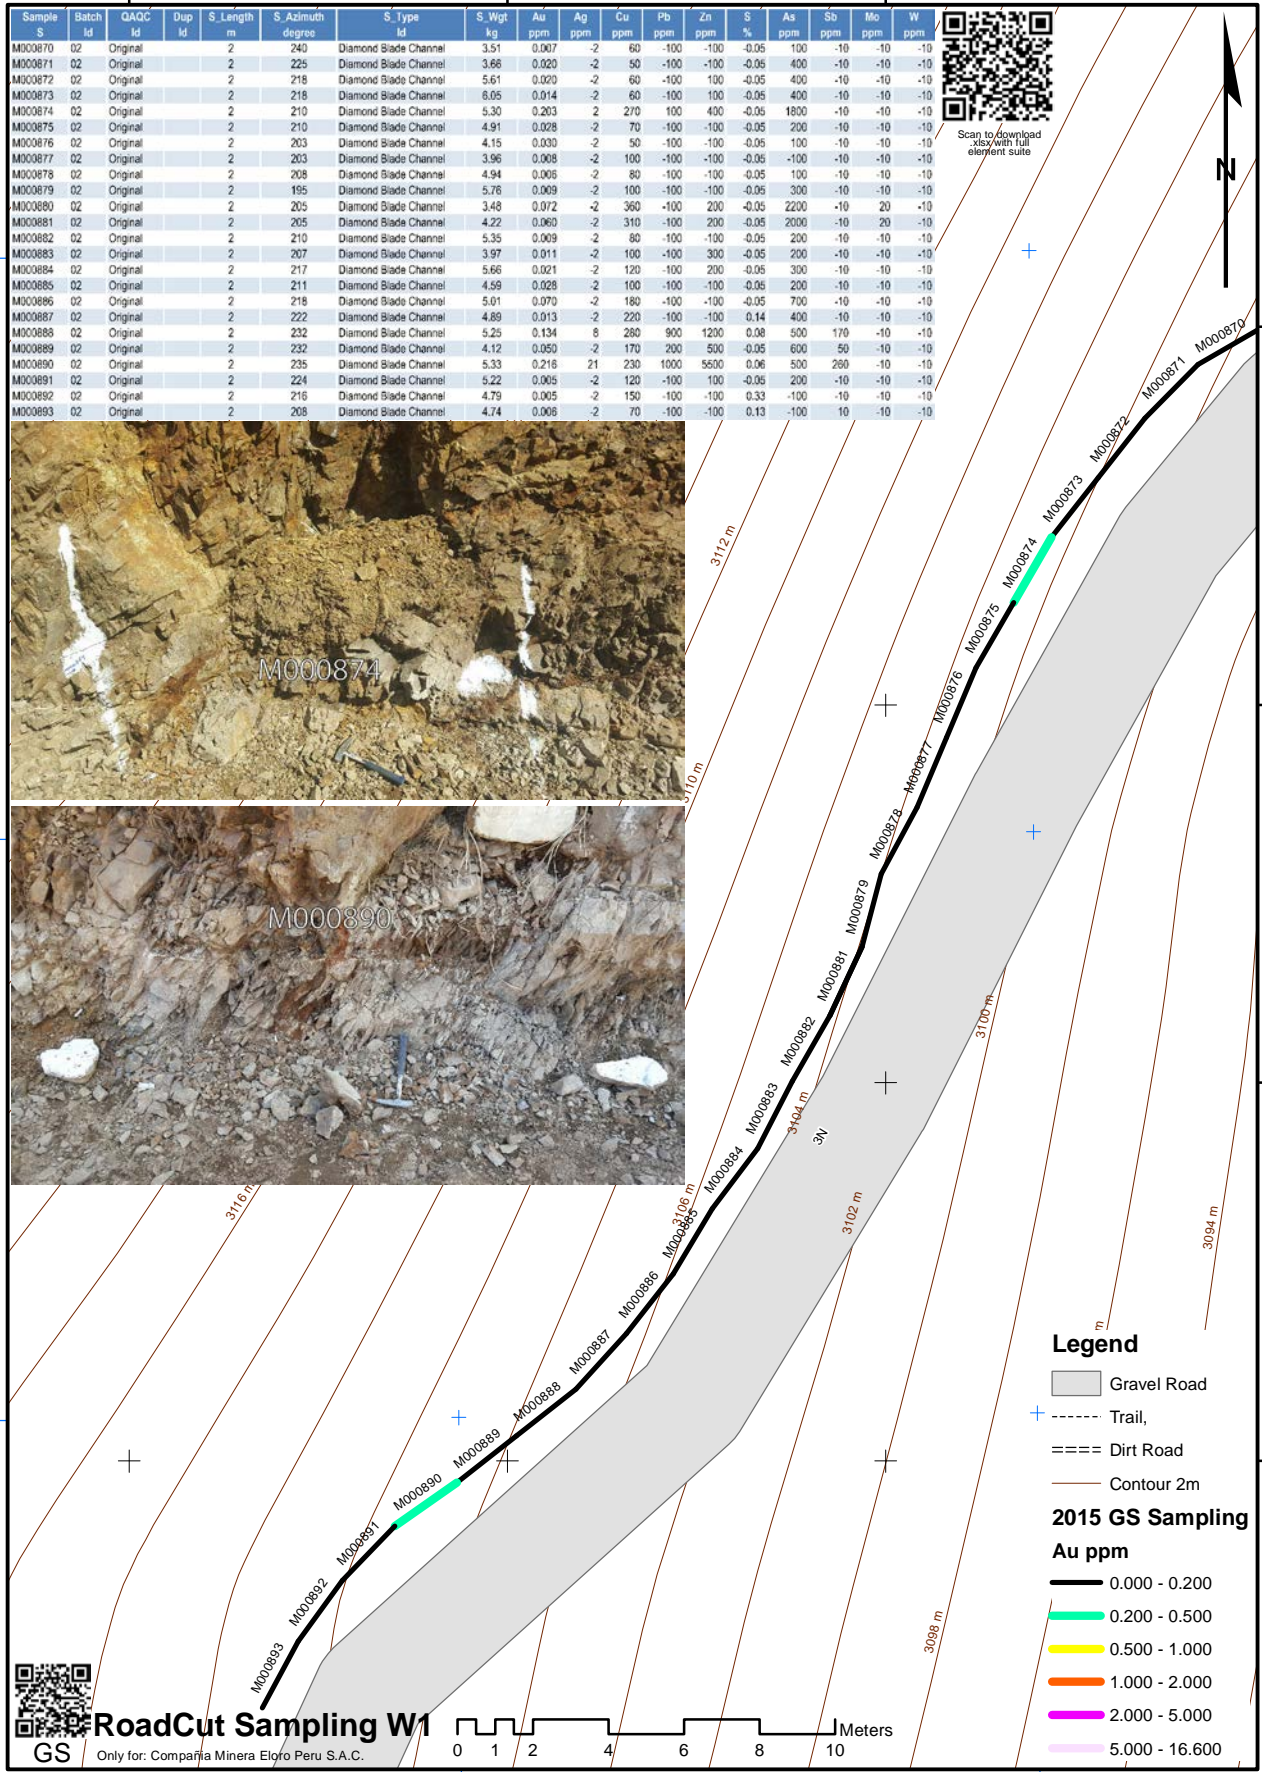 Sample Batch QAQC Dup S_Length S_Azimuth S_Type S_Wgt Au Ag Cu Pb Zn S As Sb Mo W
S Id Id Id m degree Id kg ppm ppm ppm ppm ppm % ppm ppm ppm ppm
M000870 02 Original 2 240 Diamond Blade Channel 3.51 0.007 -2 60 -100 -100 -0.05 100 -10 -10 -10
M000871 02 Original 2 225 Diamond Blade Channel 3.66 0.020 -2 50 -100 -100 -0.05 400 -10 -10 -10
M000872 02 Original 2 218 Diamond Blade Channel 5.61 0.020 -2 60 -100 100 -0.05 400 -10 -10 -10
M000873 02 Original 2 218 Diamond Blade Channel 6.05 0.014 -2 60 -100 100 -0.05 400 -10 -10 -10
M000874 02 Original 2 210 Diamond Blade Channel 5.30 0.203 2 270 100 400 -0.05 1800 -10 -10 -10
M000875 02 Original 2 210 Diamond Blade Channel 4.91 0.028 -2 70 -100 -100 -0.05 200 -10 -10 -10
M000876 02 Original 2 203 Diamond Blade Channel 4.15 0.030 -2 50 -100 -100 -0.05 100 -10 -10 -10
M000877 02 Original 2 203 Diamond Blade Channel 3.96 0.008 -2 100 -100 -100 -0.05 -100 -10 -10 -10
M000878 02 Original 2 208 Diamond Blade Channel 4.94 0.006 -2 80 -100 -100 -0.05 100 -10 -10 -10
M000879 02 Original 2 195 Diamond Blade Channel 5.76 0.009 -2 100 -100 -100 -0.05 300 -10 -10 -10
M000880 02 Original 2 205 Diamond Blade Channel 3.48 0.072 -2 360 -100 200 -0.05 2200 -10 20 -10
M000881 02 Original 2 205 Diamond Blade Channel 4.22 0.060 -2 310 -100 200 -0.05 2000 -10 20 -10
M000882 02 Original 2 210 Diamond Blade Channel 5.35 0.009 -2 80 -100 -100 -0.05 200 -10 -10 -10
M000883 02 Original 2 207 Diamond Blade Channel 3.97 0.011 -2 100 -100 300 -0.05 200 -10 -10 -10
M000884 02 Original 2 217 Diamond Blade Channel 5.66 0.021 -2 120 -100 200 -0.05 300 -10 -10 -10
M000885 02 Original 2 211 Diamond Blade Channel 4.59 0.028 -2 100 -100 -100 -0.05 200 -10 -10 -10
M000886 02 Original 2 218 Diamond Blade Channel 5.01 0.070 -2 180 -100 -100 -0.05 700 -10 -10 -10
M000887 02 Original 2 222 Diamond Blade Channel 4.89 0.013 -2 220 -100 -100 0.14 400 -10 -10 -10
M000888 02 Original 2 232 Diamond Blade Channel 5.25 0.134 8 280 900 1200 0.08 500 170 -10 -10
M000889 02 Original 2 232 Diamond Blade Channel 4.12 0.050 -2 170 200 500 -0.05 600 50 -10 -10
M000890 02 Original 2 235 Diamond Blade Channel 5.33 0.216 21 230 1000 5500 0.06 500 260 -10 -10
M000891 02 Original 2 224 Diamond Blade Channel 5.22 0.005 -2 120 -100 100 -0.05 200 -10 -10 -10
M000892 02 Original 2 216 Diamond Blade Channel 4.79 0.005 -2 150 -100 -100 0.33 -100 -10 -10 -10
M000893 02 Original 2 208 Diamond Blade Channel 4.74 0.006 -2 70 -100 -100 0.13 -100 10 -10 -10
Scan to download
.xlsx with full
element suite
N
M000870
M000871
M000872
M000873
M000874
M000875
M000876
M000877
M000878
M000879
M000881
M000882
M000883
M000884
M000885
M000886
M000887
M000888
M000889
M000890
M000891
M000892
M000893
3112 m
3110 m
M000874
M000890
3100 m
3104 m
3N
3106 m
3102 m
3116 m
3094 m
m
3098 m
Legend
Gravel Road
Trail,
Dirt Road
Contour 2m
2015 GS Sampling
Au ppm
0.000 - 0.200
0.200 - 0.500
0.500 - 1.000
1.000 - 2.000
2.000 - 5.000
5.000 - 16.600
GS
RoadCut Sampling W1
Only for: Compañia Minera Eloro Peru S.A.C.
0 1 2 4 6 8 10 Meters